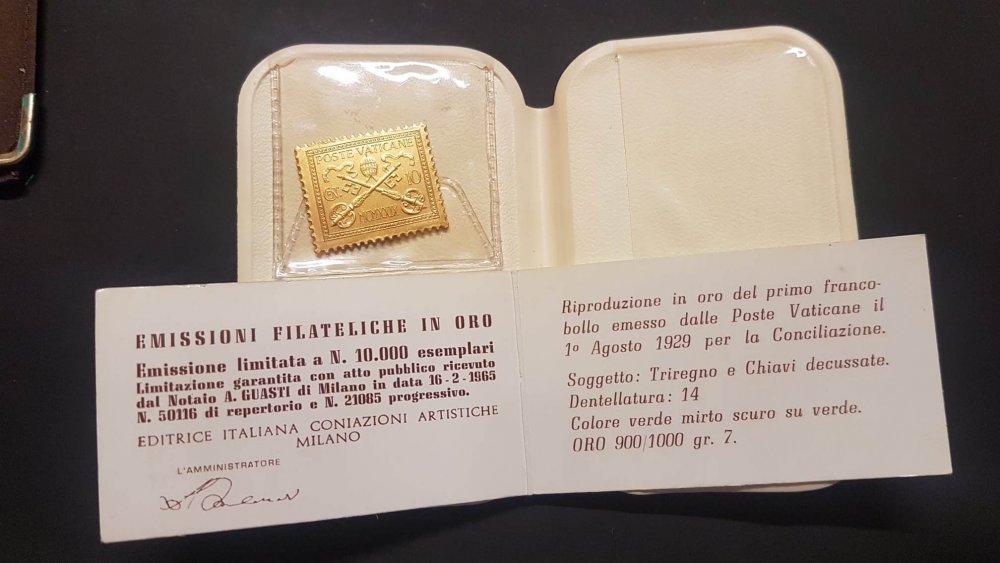 POSTE VATICANE
10
EMISSIONI FILATELICHE IN ORO
Emissione limitata a N. 10.000 esemplari
Limitazione garantita con atto pubblico ricevuto
dal Notaio A. GUASTI di Milano in data 16-2-1965
N. 50116 di repertorio e N. 21085 progressivo.
EDITRICE ITALIANA CONIAZIONI ARTISTICHE
MILANO
L'AMMINISTRATORE
Riproduzione in oro del primo franco-
bollo emesso dalle Poste Vaticane il
1º Agosto 1929 per la Conciliazione.
Soggetto: Triregno e Chiavi decussate.
Dentellatura: 14
Colore verde mirto scuro su verde.
ORO 900/1000 gr. 7.